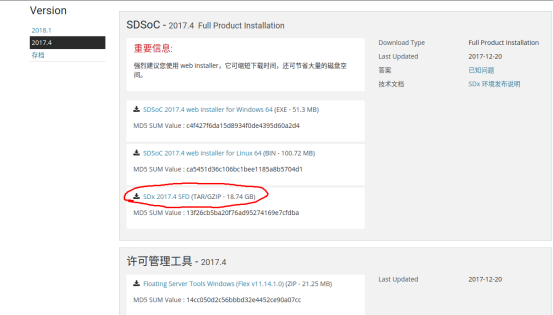 Version
2018.1
2017.4
存档
SDSoC - 2017.4 Full Product Installation
重要信息:
强烈建议您使用 web installer，它可缩短下载时间，还可节省大量的磁盘空
间。
SDSoC 2017.4 web installer for Windows 64 (EXE - 51.3 MB)
MD5 SUM Value : c4f427f6da15d8934f0de4395d60a2d4
SDSoC 2017.4 web installer for Linux 64 (BIN - 100.72 MB)
MD5 SUM Value : ca5451d36c106bc1bee1185a8b5704d1
SDx 2017.4 SFD (TAR/GZIP - 18.74 GB)
MD5 SUM Value : 13f26cb5ba20f76ad95274169e7cfdba
Download Type Full Product Installation
Last Updated 2017-12-20
答案 已知问题
技术文档 SDx 环境发布说明
许可管理工具 - 2017.4
Floating Server Tools Windows (Flex v11.14.1.0) (ZIP - 21.25 MB)
MD5 SUM Value : 14cc050d2c56bbbd32e4452ce90a07cc
Last Updated 2017-12-20